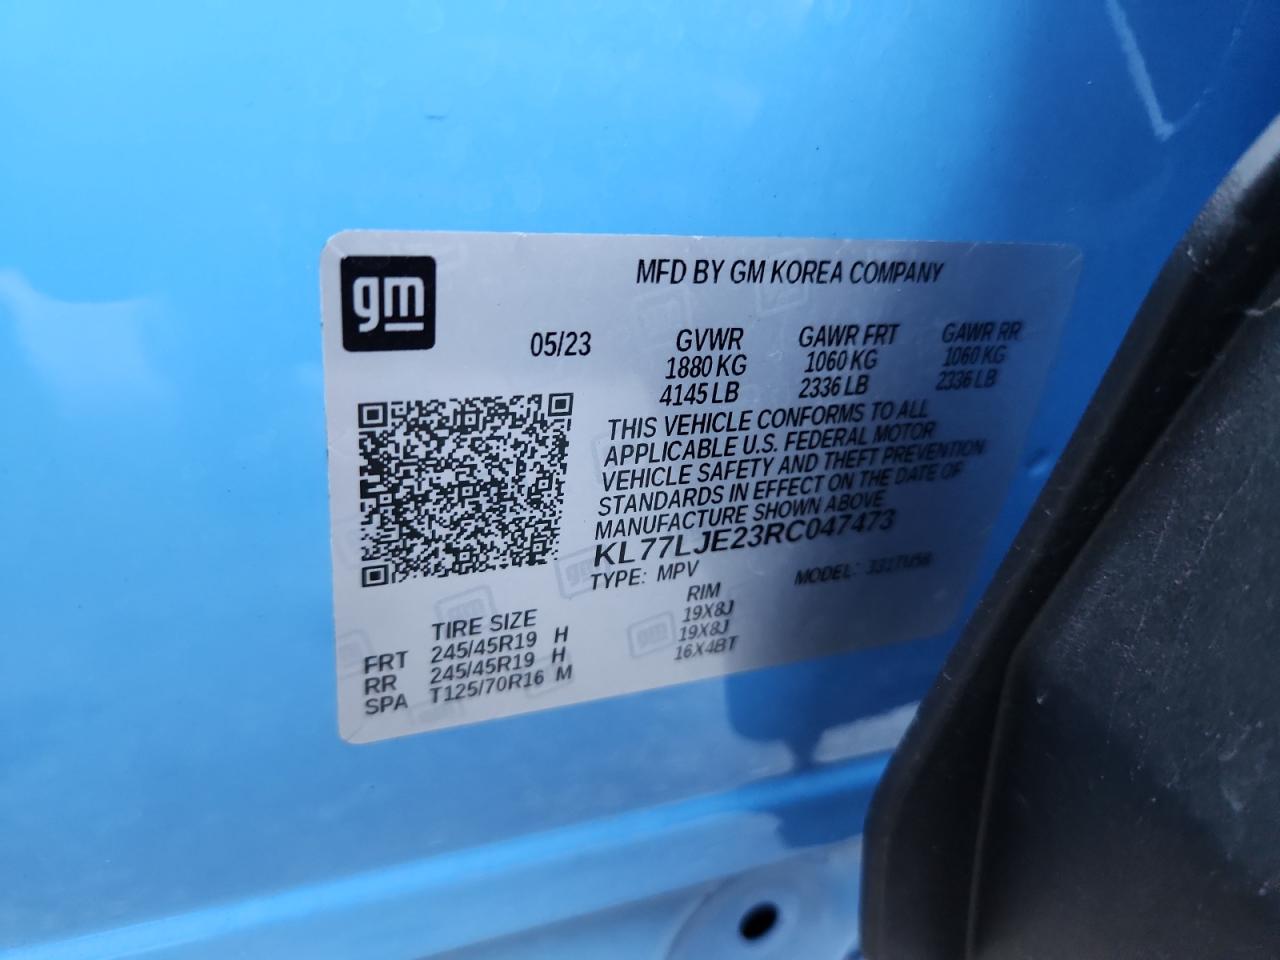 gm
MFD BY GM KOREA COMPANY
05/23 GVWR GAWR FRT GAWR RR
1880 KG 1060 KG 1060 KG
4145 LB 2336 LB 2336 LB
THIS VEHICLE CONFORMS TO ALL
APPLICABLE U.S. FEDERAL MOTOR
VEHICLE SAFETY AND THEFT PREVENTION
STANDARDS IN EFFECT ON THE DATE OF
MANUFACTURE SHOWN ABOVE
KL77LJE23RC047473
TYPE: MPV MODEL:
TIRE SIZE RIM
FRT 245/45R19 H 19X8J
RR 245/45R19 H 19X8J
SPA T125/70R16 M 16X4BT